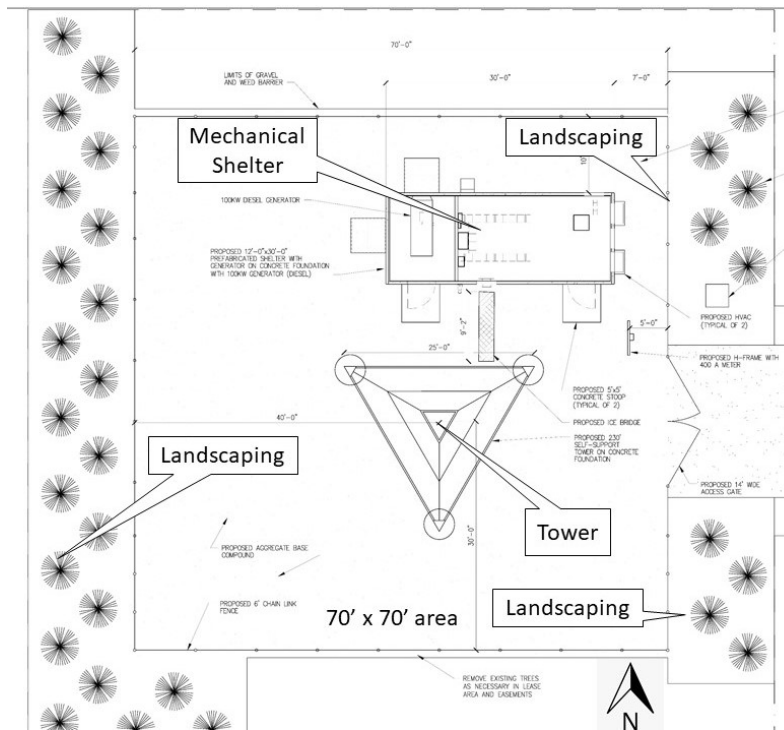 70'-0"
LIMITS OF GRAVEL
AND WEED BARRIER
30'-0"
7'-0"
Mechanical
Shelter
Landscaping
100KW DIESEL GENERATOR
PROPOSED 12'-0"x30'-0"
PREFABRICATED SHELTER WITH
GENERATOR ON CONCRETE FOUNDATION
WITH 100KW GENERATOR (DIESEL)
9'-2"
PROPOSED HVAC
(TYPICAL OF 2)
5'-0"
25'-0"
PROPOSED H-FRAME WITH
400 A METER
PROPOSED 5'x5'
CONCRETE STOOP
(TYPICAL OF 2)
PROPOSED ICE BRIDGE
40'-0"
PROPOSED 230'
SELF-SUPPORT
TOWER ON CONCRETE
FOUNDATION
Landscaping
PROPOSED 14' WIDE
ACCESS GATE
Tower
30'-0"
PROPOSED AGGREGATE BASE
COMPOUND
PROPOSED 6' CHAIN LINK
FENCE
70' x 70' area
Landscaping
REMOVE EXISTING TREES
AS NECESSARY IN LEASE
AREA AND EASEMENTS
N